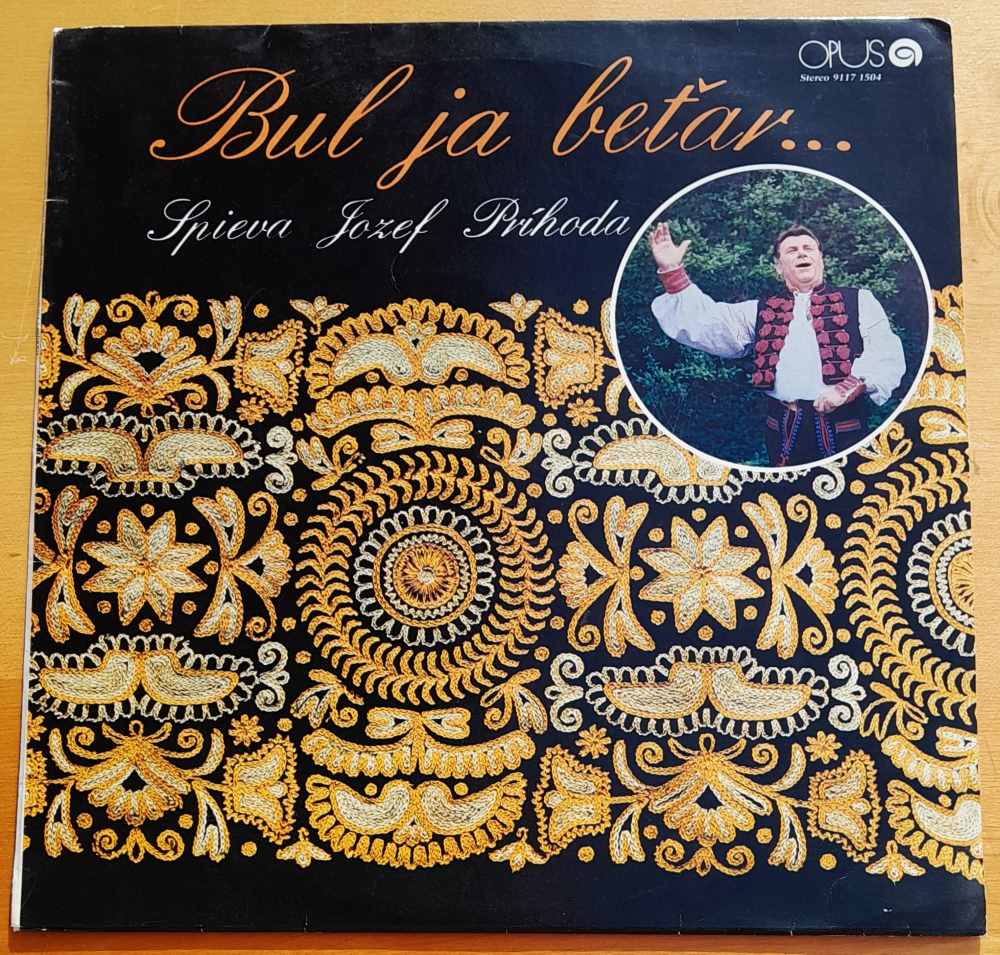 OPUS
Stereo 9117 1504
Bul ja beťar...
Spieva Jozef Príhoda